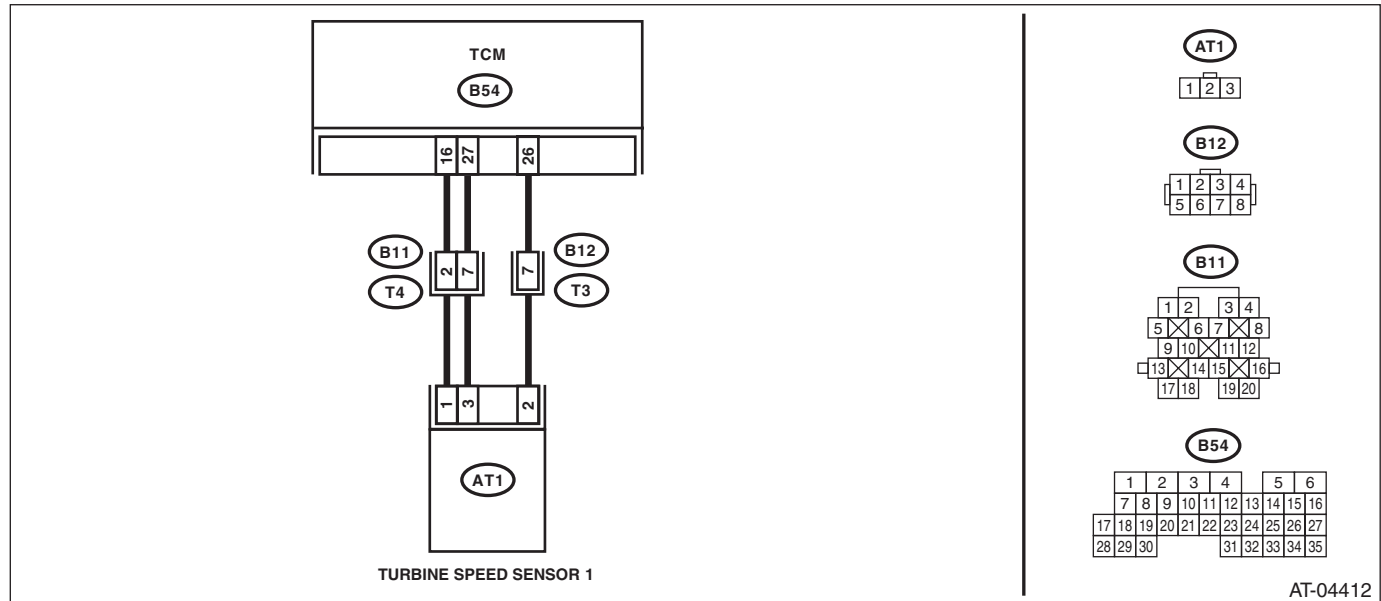 TCM
B54
16 27 26
B11 2 7 7 B12
T4 T3
1 3 2
AT1
TURBINE SPEED SENSOR 1
AT1
1 2 3
B12
1 2 3 4
5 6 7 8
B11
1 2 3 4
5 6 7 8
9 10 11 12
13 14 15 16
17 18 19 20
B54
1 2 3 4 5 6
7 8 9 10 11 12 13 14 15 16
17 18 19 20 21 22 23 24 25 26 27
28 29 30 31 32 33 34 35
AT-04412